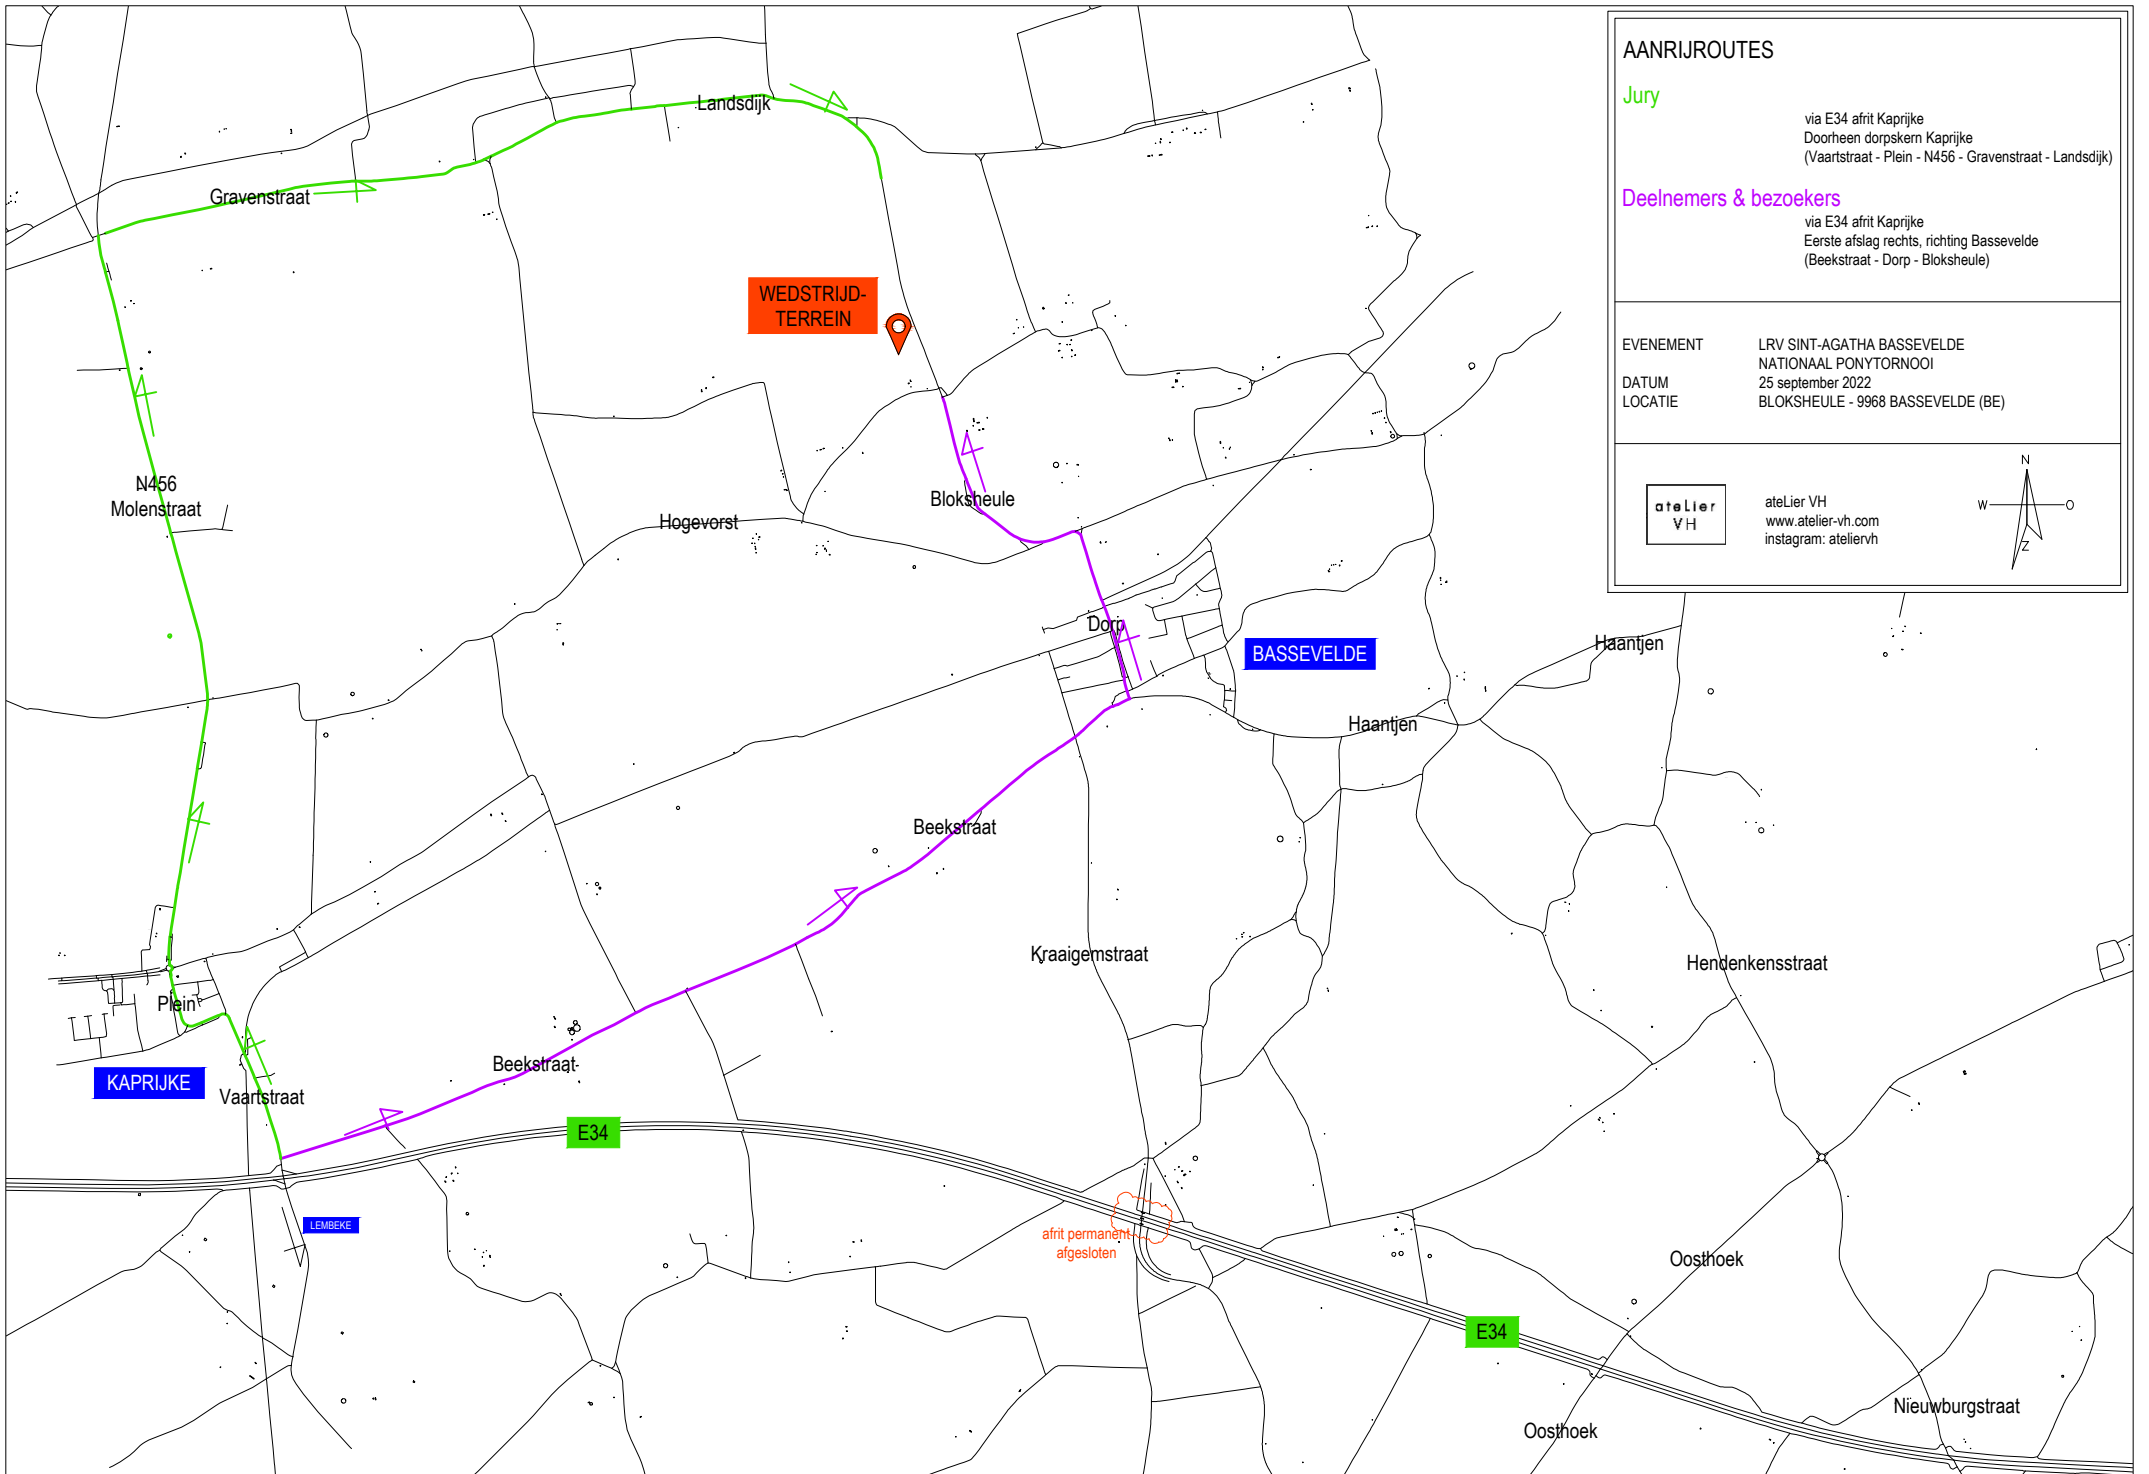 AANRIJROUTES
Jury
via E34 afrit Kaprijke
Doorheen dorpskern Kaprijke
(Vaartstraat - Plein - N456 - Gravenstraat - Landsdijk)
Deelnemers & bezoekers
via E34 afrit Kaprijke
Eerste afslag rechts, richting Bassevelde
(Beekstraat - Dorp - Bloksheule)
EVENEMENT LRV SINT-AGATHA BASSEVELDE
NATIONAAL PONYTORNOOI
DATUM 25 september 2022
LOCATIE BLOKSHEULE - 9968 BASSEVELDE (BE)
ateLier
VH
ateLier VH
www.atelier-vh.com
instagram: ateliervh
N
W
O
Z
Landsdijk
Gravenstraat
WEDSTRIJD-
TERREIN
N456
Molenstraat
Bloksheule
Hogevorst
Dorp
BASSEVELDE
Haantjen
Haantjen
Beekstraat
Kraaigemstraat
Hendenkensstraat
Plein
Beekstraat
KAPRIJKE
Vaartstraat
E34
LEMBEKE
afrit permanent
afgesloten
Oosthoek
E34
Nieuwburgstraat
Oosthoek